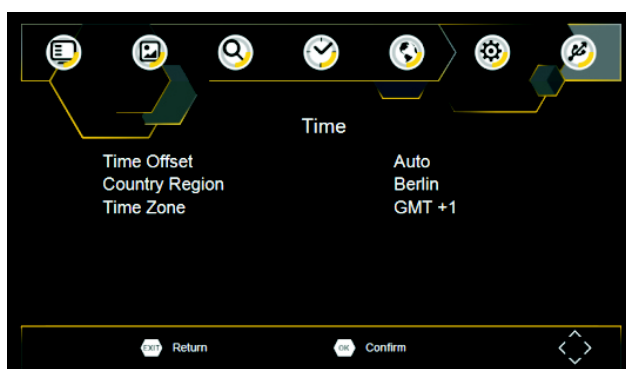 Time
Time Offset Auto
Country Region Berlin
Time Zone GMT +1
EXIT Return OK Confirm